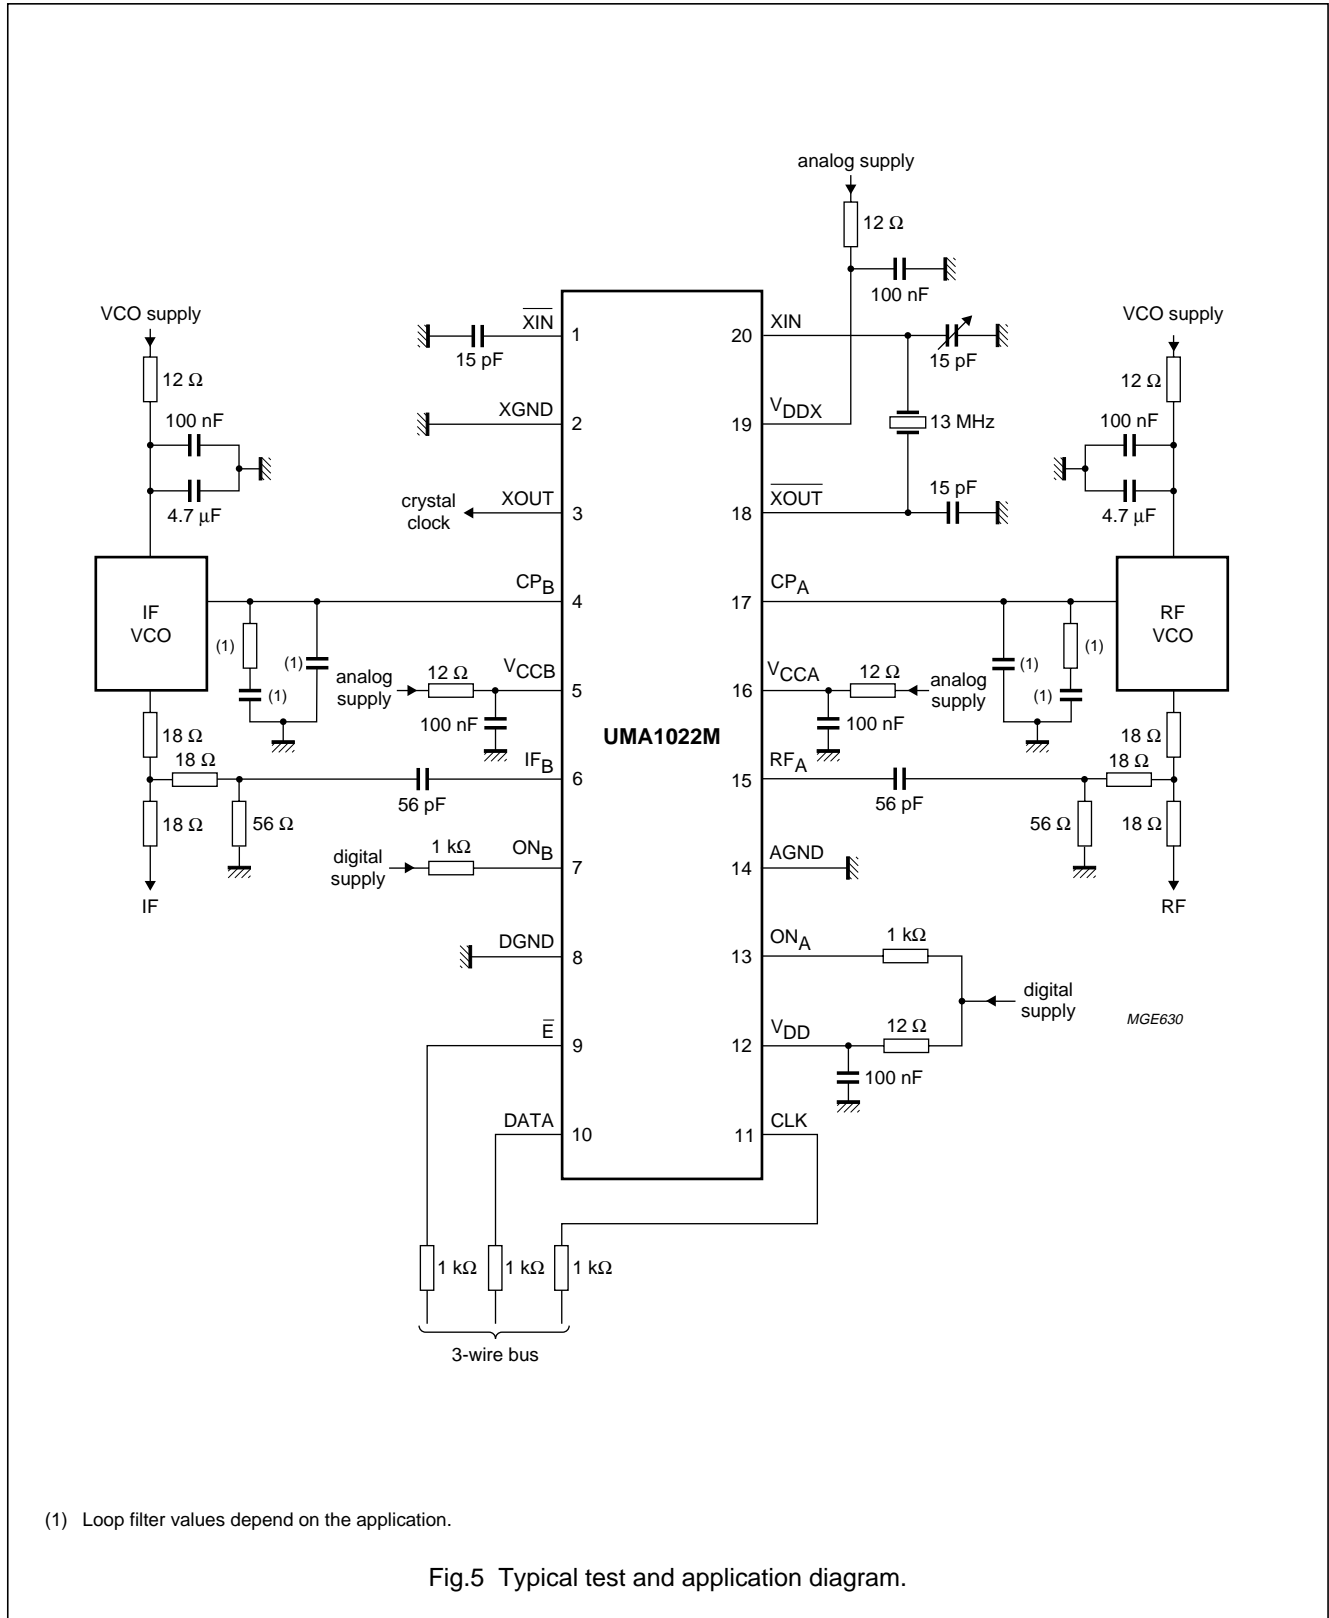 analog supply
12 Ω
100 nF
VCO supply
12 Ω
100 nF
4.7 μF
IF
VCO
18 Ω
18 Ω
18 Ω
56 Ω
IF
(1)
(1)
(1)
15 pF
crystal
clock
analog
supply
12 Ω
100 nF
56 pF
digital
supply
1 kΩ
XIN
1
XGND
2
XOUT
3
CPB
4
VCCB
5
IFB
6
ONB
7
DGND
8
E
9
DATA
10
UMA1022M
20
XIN
19
VDDX
18
XOUT
17
CPA
16
VCCA
15
RFA
14
AGND
13
ONA
12
VDD
11
CLK
15 pF
13 MHz
15 pF
12 Ω
analog
supply
100 nF
56 pF
(1)
(1)
(1)
VCO supply
12 Ω
100 nF
4.7 μF
RF
VCO
18 Ω
18 Ω
56 Ω
18 Ω
RF
1 kΩ
digital
supply
12 Ω
100 nF
MGE630
1 kΩ
1 kΩ
1 kΩ
3-wire bus
(1) Loop filter values depend on the application.
Fig.5 Typical test and application diagram.